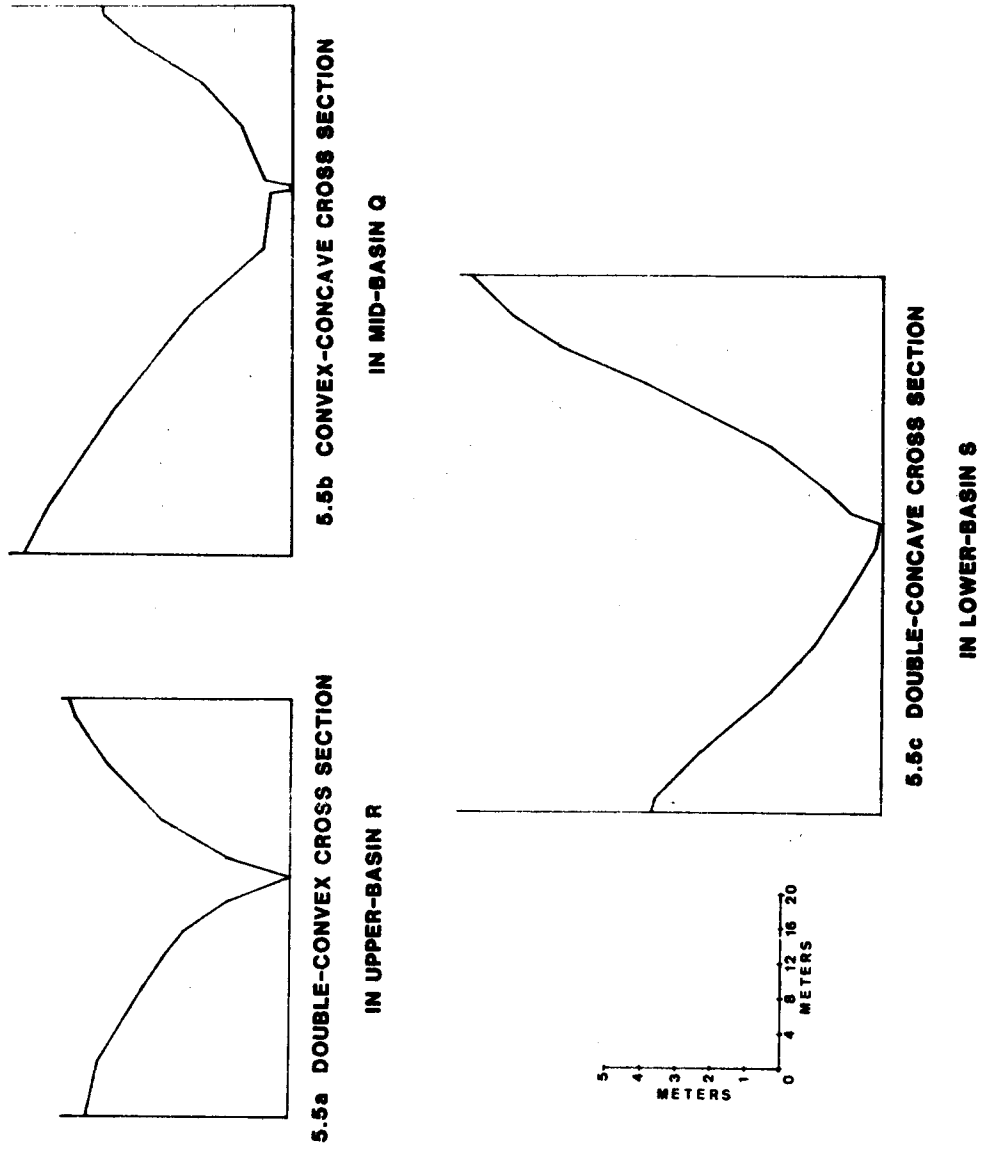 5.5a DOUBLE-CONVEX CROSS SECTION
IN UPPER-BASIN R
5.5b CONVEX-CONCAVE CROSS SECTION
IN MID-BASIN Q
5
4
3
2
1
METERS
0 4 8 12 16 20
METERS
5.5c DOUBLE-CONCAVE CROSS SECTION
IN LOWER-BASIN S